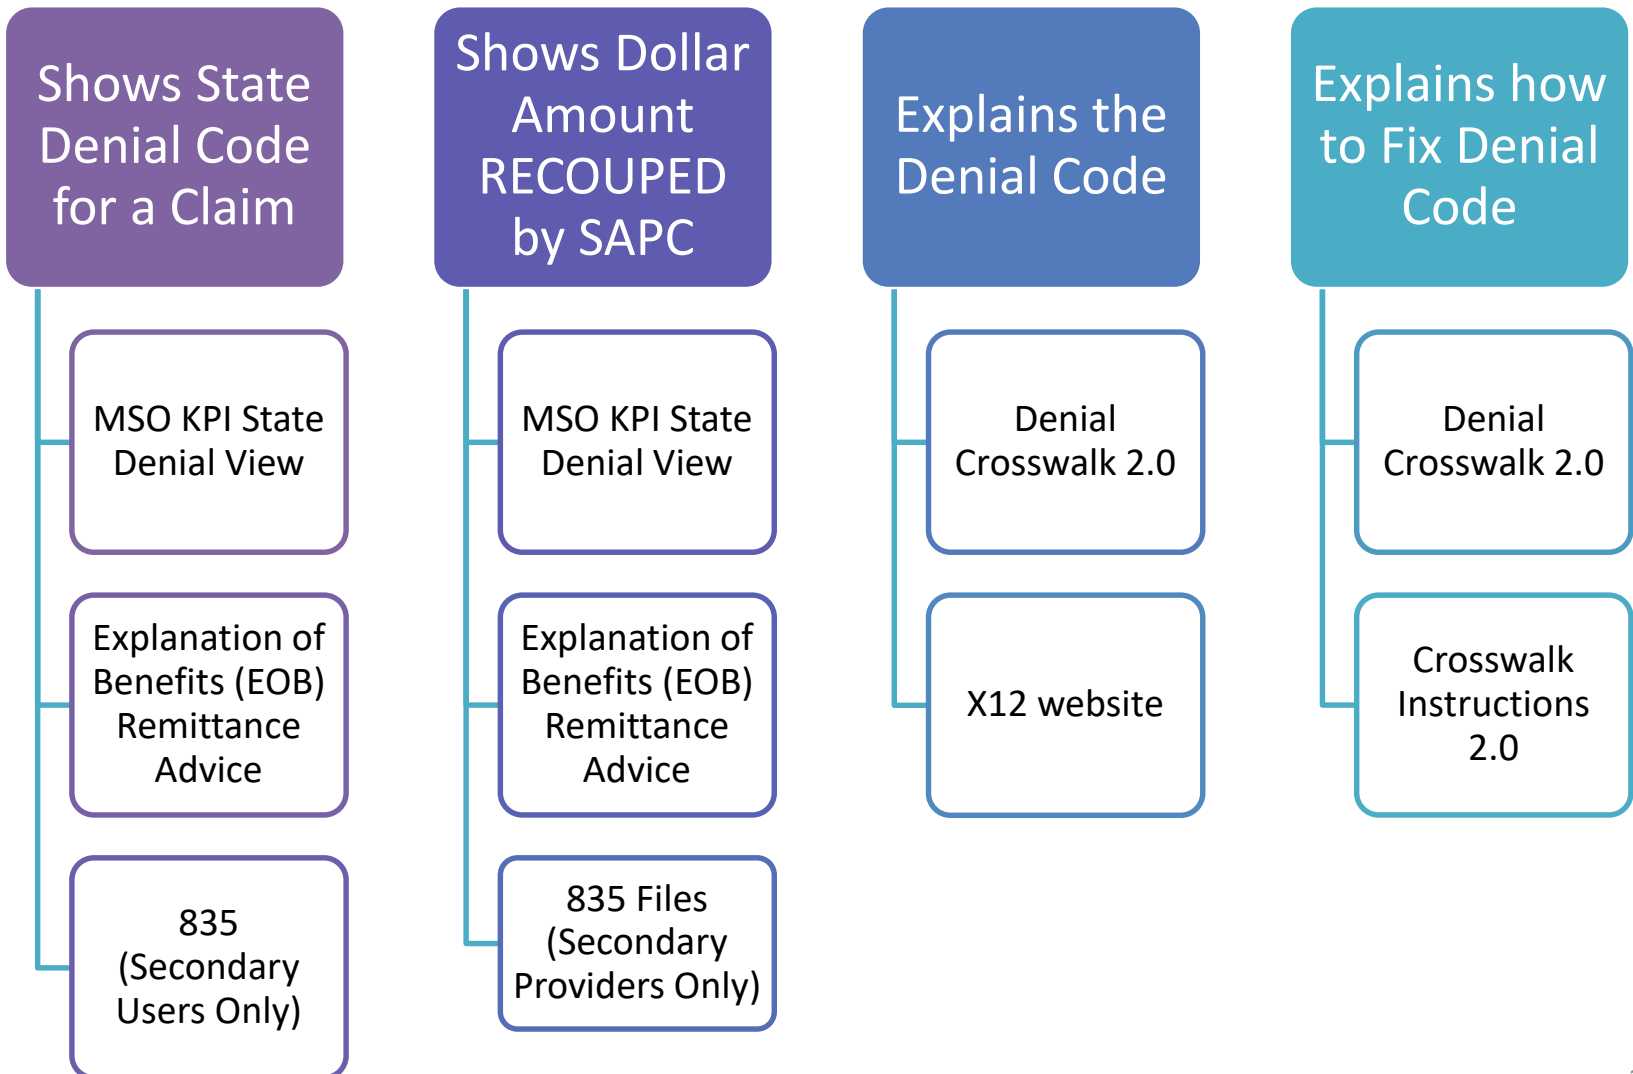 Shows State
Denial Code
for a Claim
MSO KPI State
Denial View
Explanation of
Benefits (EOB)
Remittance
Advice
835
(Secondary
Users Only)
Shows Dollar
Amount
RECOUPED
by SAPC
MSO KPI State
Denial View
Explanation of
Benefits (EOB)
Remittance
Advice
835 Files
(Secondary
Providers Only)
Explains the
Denial Code
Denial
Crosswalk 2.0
X12 website
Explains how
to Fix Denial
Code
Denial
Crosswalk 2.0
Crosswalk
Instructions
2.0